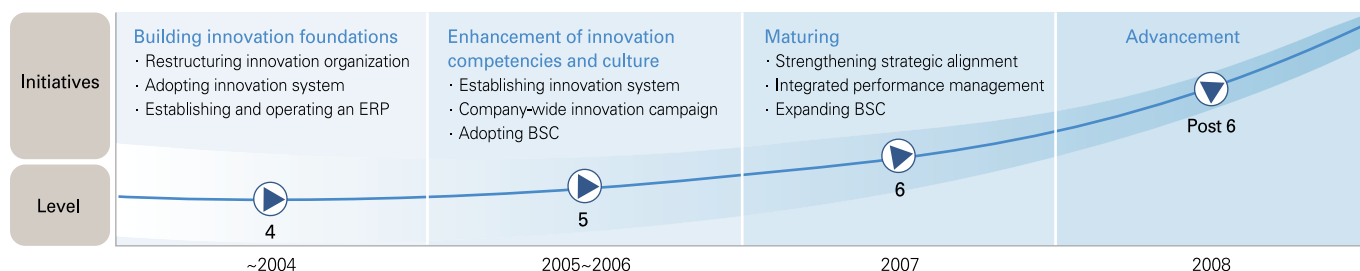 Initiatives
Building innovation foundations
· Restructuring innovation organization
· Adopting innovation system
· Establishing and operating an ERP
Enhancement of innovation
competencies and culture
· Establishing innovation system
· Company-wide innovation campaign
· Adopting BSC
Maturing
· Strengthening strategic alignment
· Integrated performance management
· Expanding BSC
Advancement
Level
4
5
6
Post 6
~2004
2005~2006
2007
2008